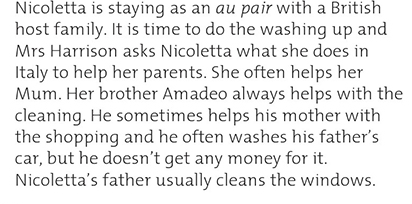 Nicoletta is staying as an au pair with a British
host family. It is time to do the washing up and
Mrs Harrison asks Nicoletta what she does in
Italy to help her parents. She often helps her
Mum. Her brother Amadeo always helps with the
cleaning. He sometimes helps his mother with
the shopping and he often washes his father's
car, but he doesn't get any money for it.
Nicoletta's father usually cleans the windows.